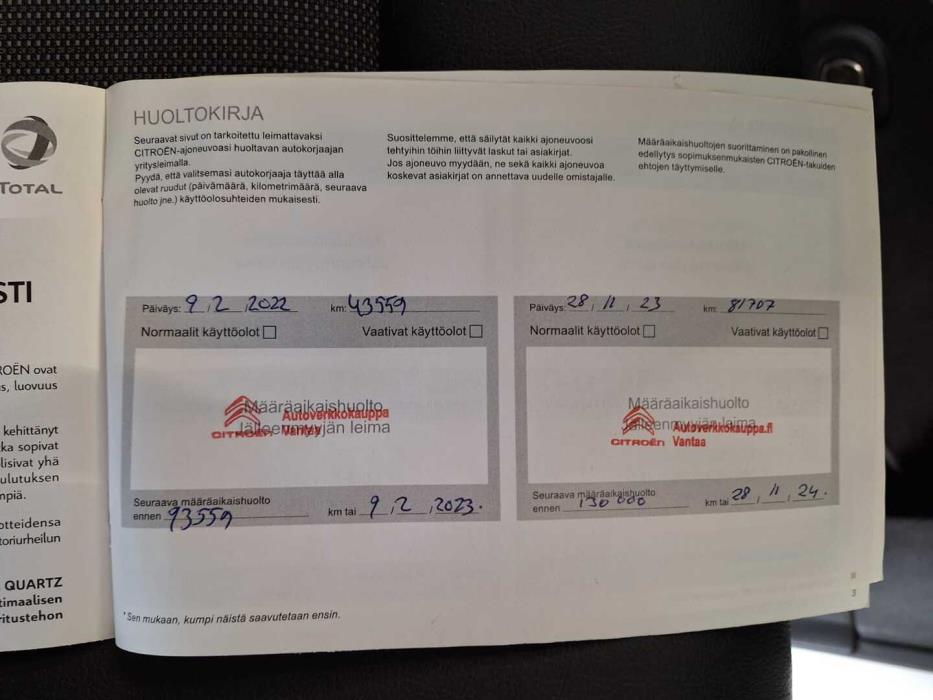 TOTAL
STI
ROËN ovat
s, luovuus
kehittänyt
ka sopivat
lisivat yhä
ulutuksen
mpiä.
otteidensa
toriurheilun
QUARTZ
timaalisen
ritustehon
HUOLTOKIRJA
Seuraavat sivut on tarkoitettu leimattavaksi
CITROËN-ajoneuvoasi huoltavan autokorjaajan
yritysleimalla.
Pyydä, että valitsemasi autokorjaaja täyttää alla
olevat ruudut (päivämäärä, kilometrimäärä, seuraava
huolto jne.) käyttöolosuhteiden mukaisesti.
Suosittelemme, että säilytät kaikki ajoneuvoosi
tehtyihin töihin liittyvät laskut tai asiakirjat.
Jos ajoneuvo myydään, ne sekä kaikki ajoneuvoa
koskevat asiakirjat on annettava uudelle omistajalle.
Määräaikaishuoltojen suorittaminen on pakollinen
edellytys sopimuksenmukaisten CITROËN-takuiden
ehtojen täyttymiselle.
Päiväys: 9, 2, 2022 km: 43559
Normaalit käyttöolot Vaativat käyttöolot
Määräaikaishuolto
Jälleenmyyjän leima
CITROËN Autoverkkokauppa
Vantaa
Seuraava määräaikaishuolto
ennen 93559 km tai 9, 2, 2023.
Päiväys: 28, 11, 23 km: 81707
Normaalit käyttöolot Vaativat käyttöolot
Määräaikaishuolto
Jälleenmyyjän leima
CITROËN Autoverkkokauppa.fi
Vantaa
Seuraava määräaikaishuolto
ennen 130 000 km tai 28, 11, 24.
* Sen mukaan, kumpi näistä saavutetaan ensin.
3